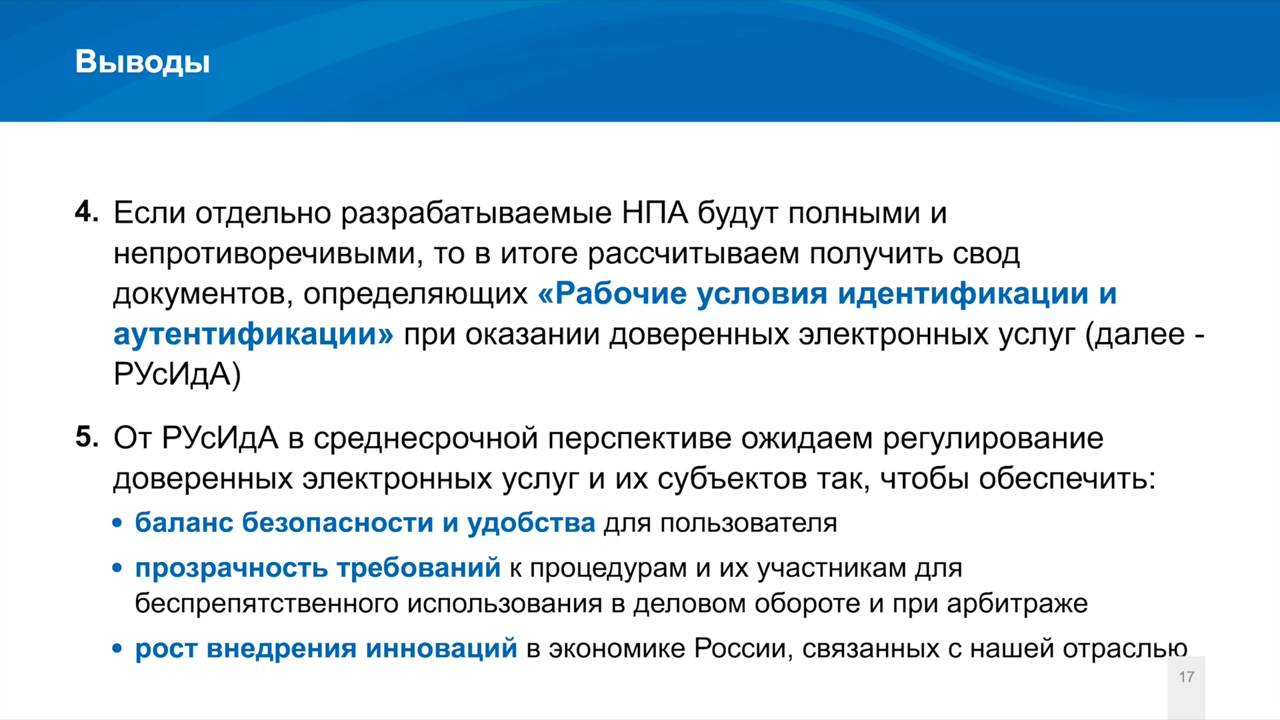 Выводы
4. Если отдельно разрабатываемые НПА будут полными и
непротиворечивыми, то в итоге рассчитываем получить свод
документов, определяющих «Рабочие условия идентификации и
аутентификации» при оказании доверенных электронных услуг (далее -
РУсИдА)
5. От РУсИдА в среднесрочной перспективе ожидаем регулирование
доверенных электронных услуг и их субъектов так, чтобы обеспечить:
• баланс безопасности и удобства для пользователя
• прозрачность требований к процедурам и их участникам для
беспрепятственного использования в деловом обороте и при арбитраже
• рост внедрения инноваций в экономике России, связанных с нашей отраслью
17